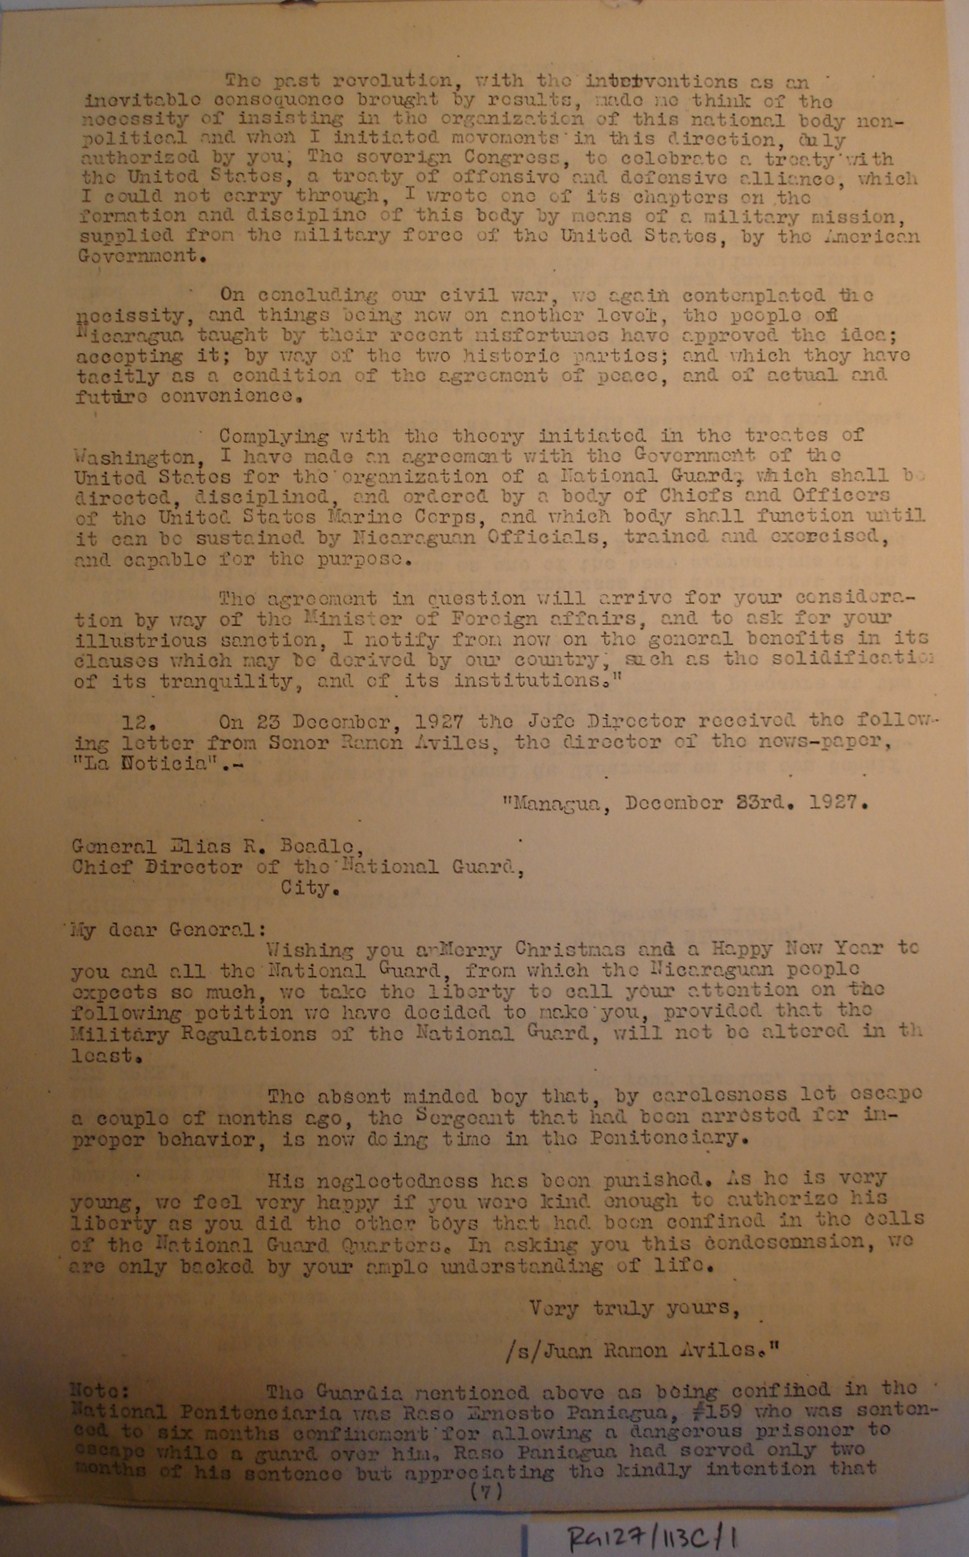 The past revolution, with the interventions as an
inevitable consequence brought by results, made me think of the
necessity of insisting in the organization of this national body non-
political and when I initiated movements in this direction, duly
authorized by you, The soverign Congress, to celebrate a treaty with
the United States, a treaty of offensive and defensive alliance, which
I could not carry through, I wrote one of its chapters on the
formation and discipline of this body by means of a military mission,
supplied from the military force of the United States, by the American
Government.
On concluding our civil war, we again contemplated the
necissity, and things being now on another level, the people of
Nicaragua taught by their recent misfortunes have approved the idea;
accepting it; by way of the two historic parties; and which they have
tacitly as a condition of the agreement of peace, and of actual and
future convenience.
Complying with the theory initiated in the treates of
Washington, I have made an agreement with the Government of the
United States for the organization of a National Guard, which shall b
directed, disciplined, and ordered by a body of Chiefs and Officers
of the United States Marine Corps, and which body shall function until
it can be sustained by Nicaraguan Officials, trained and exercised,
and capable for the purpose.
The agreement in question will arrive for your considera-
tion by way of the Minister of Foreign affairs, and to ask for your
illustrious sanction, I notify from now on the general benefits in its
clauses which may be derived by our country, such as the solidificati
of its tranquility, and of its institutions."
12. On 23 December, 1927 the Jefe Director received the follow-
ing letter from Senor Ramon Aviles, the director of the news-paper,
"La Noticia".-
"Managua, December 23rd. 1927.
General Elias R. Beadle,
Chief Director of the National Guard,
City.
My dear General:
Wishing you a Merry Christmas and a Happy New Year to
you and all the National Guard, from which the Nicaraguan people
expects so much, we take the liberty to call your attention on the
following petition we have decided to make you, provided that the
Military Regulations of the National Guard, will not be altered in th
least.
The absent minded boy that, by carelesness let escape
a couple of months ago, the Sergeant that had been arrested for im-
proper behavior, is now doing time in the Penitenciary.
His neglectedness has been punished. As he is very
young, we feel very happy if you were kind enough to authorize his
liberty as you did the other boys that had been confined in the cells
of the National Guard Quarters. In asking you this condesennsion, we
are only backed by your ample understanding of life.
Very truly yours,
/s/Juan Ramon Aviles."
Note: The Guardia mentioned above as being confined in the
National Penitenciaria was Raso Ernesto Paniagua, #159 who was senten-
ced to six months confinement for allowing a dangerous prisoner to
escape while a guard over him. Raso Paniagua had served only two
months of his sentence but appreciating the kindly intention that
(7)
RG127/113C/1